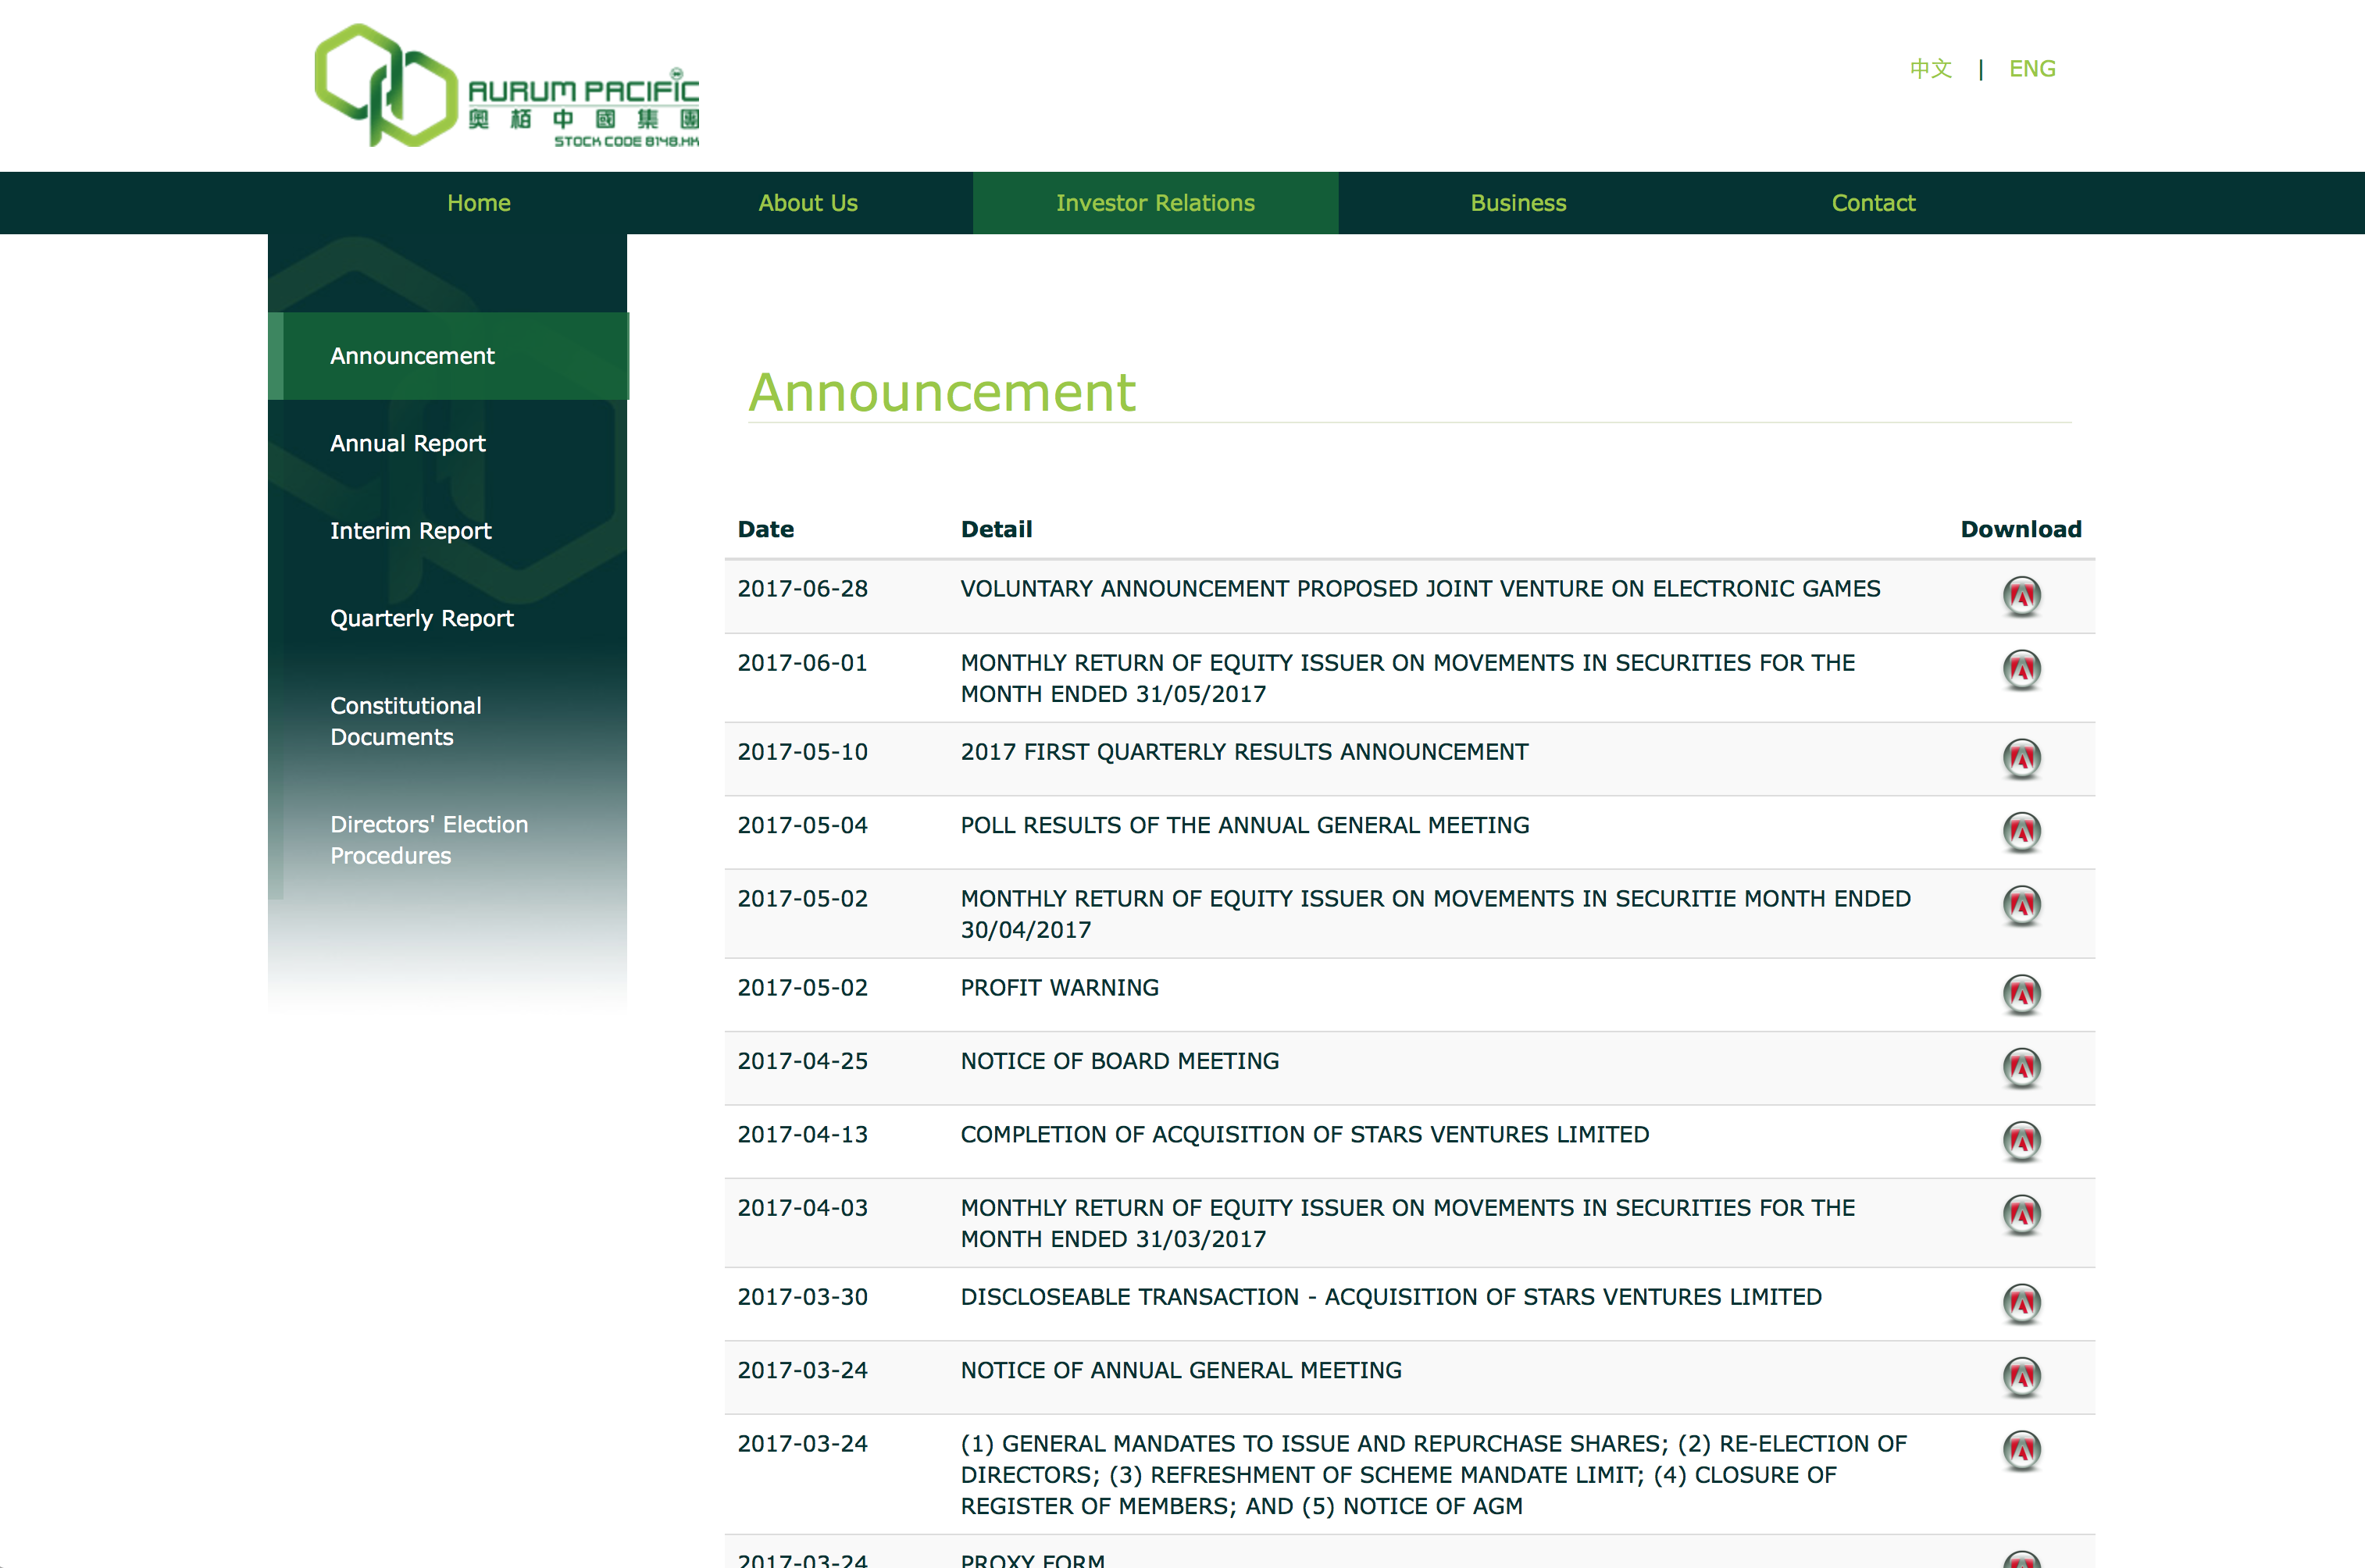 AURUM PACIFIC
奧栢中國集團
STOCK CODE 8148.HK
中文 | ENG
Home About Us Investor Relations Business Contact
Announcement
Annual Report
Interim Report
Quarterly Report
Constitutional
Documents
Directors' Election
Procedures
Announcement
Date Detail Download
2017-06-28 VOLUNTARY ANNOUNCEMENT PROPOSED JOINT VENTURE ON ELECTRONIC GAMES
2017-06-01 MONTHLY RETURN OF EQUITY ISSUER ON MOVEMENTS IN SECURITIES FOR THE
MONTH ENDED 31/05/2017
2017-05-10 2017 FIRST QUARTERLY RESULTS ANNOUNCEMENT
2017-05-04 POLL RESULTS OF THE ANNUAL GENERAL MEETING
2017-05-02 MONTHLY RETURN OF EQUITY ISSUER ON MOVEMENTS IN SECURITIE MONTH ENDED
30/04/2017
2017-05-02 PROFIT WARNING
2017-04-25 NOTICE OF BOARD MEETING
2017-04-13 COMPLETION OF ACQUISITION OF STARS VENTURES LIMITED
2017-04-03 MONTHLY RETURN OF EQUITY ISSUER ON MOVEMENTS IN SECURITIES FOR THE
MONTH ENDED 31/03/2017
2017-03-30 DISCLOSEABLE TRANSACTION - ACQUISITION OF STARS VENTURES LIMITED
2017-03-24 NOTICE OF ANNUAL GENERAL MEETING
2017-03-24 (1) GENERAL MANDATES TO ISSUE AND REPURCHASE SHARES; (2) RE-ELECTION OF
DIRECTORS; (3) REFRESHMENT OF SCHEME MANDATE LIMIT; (4) CLOSURE OF
REGISTER OF MEMBERS; AND (5) NOTICE OF AGM
2017-03-24 PROXY FORM